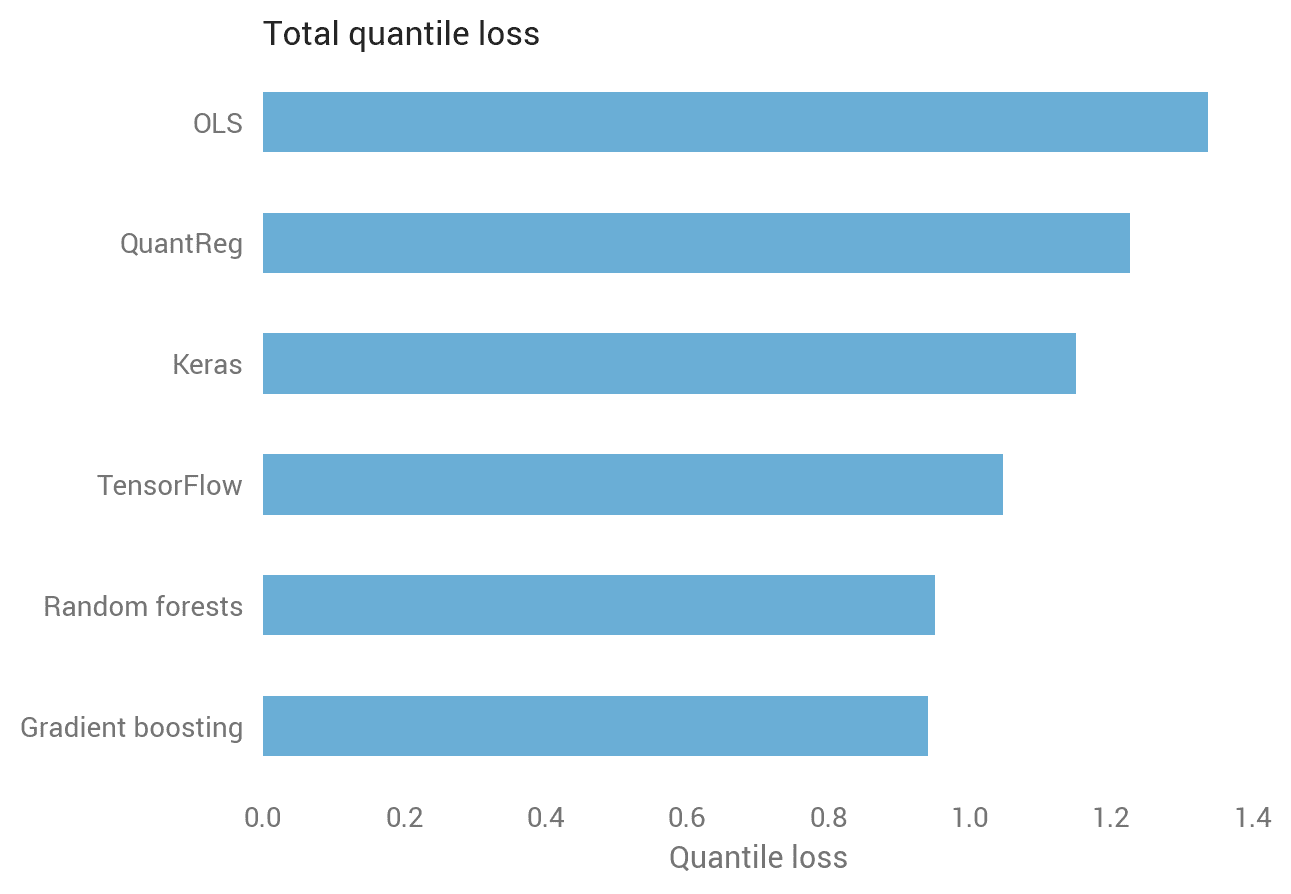 Total quantile loss
OLS
QuantReg
Keras
TensorFlow
Random forests
Gradient boosting
0.0 0.2 0.4 0.6 0.8 1.0 1.2 1.4
Quantile loss